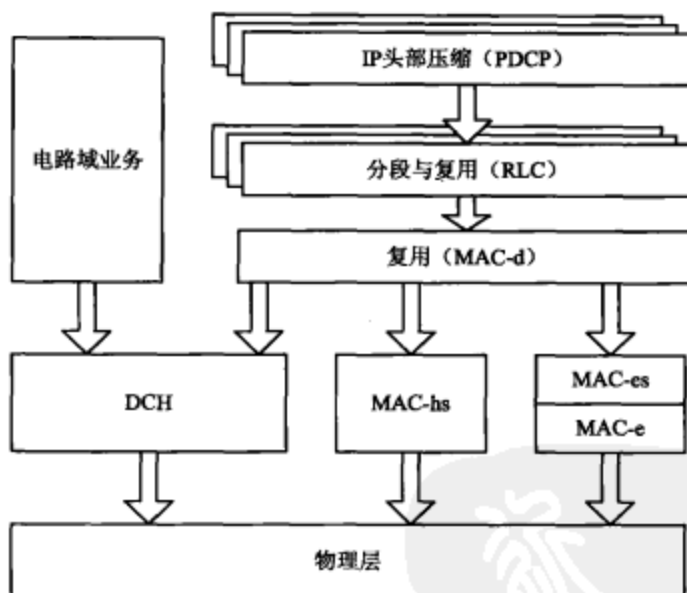 IP头部压缩（PDCP）
电路域业务
分段与复用（RLC）
复用（MAC-d）
DCH
MAC-hs
MAC-es
MAC-e
物理层